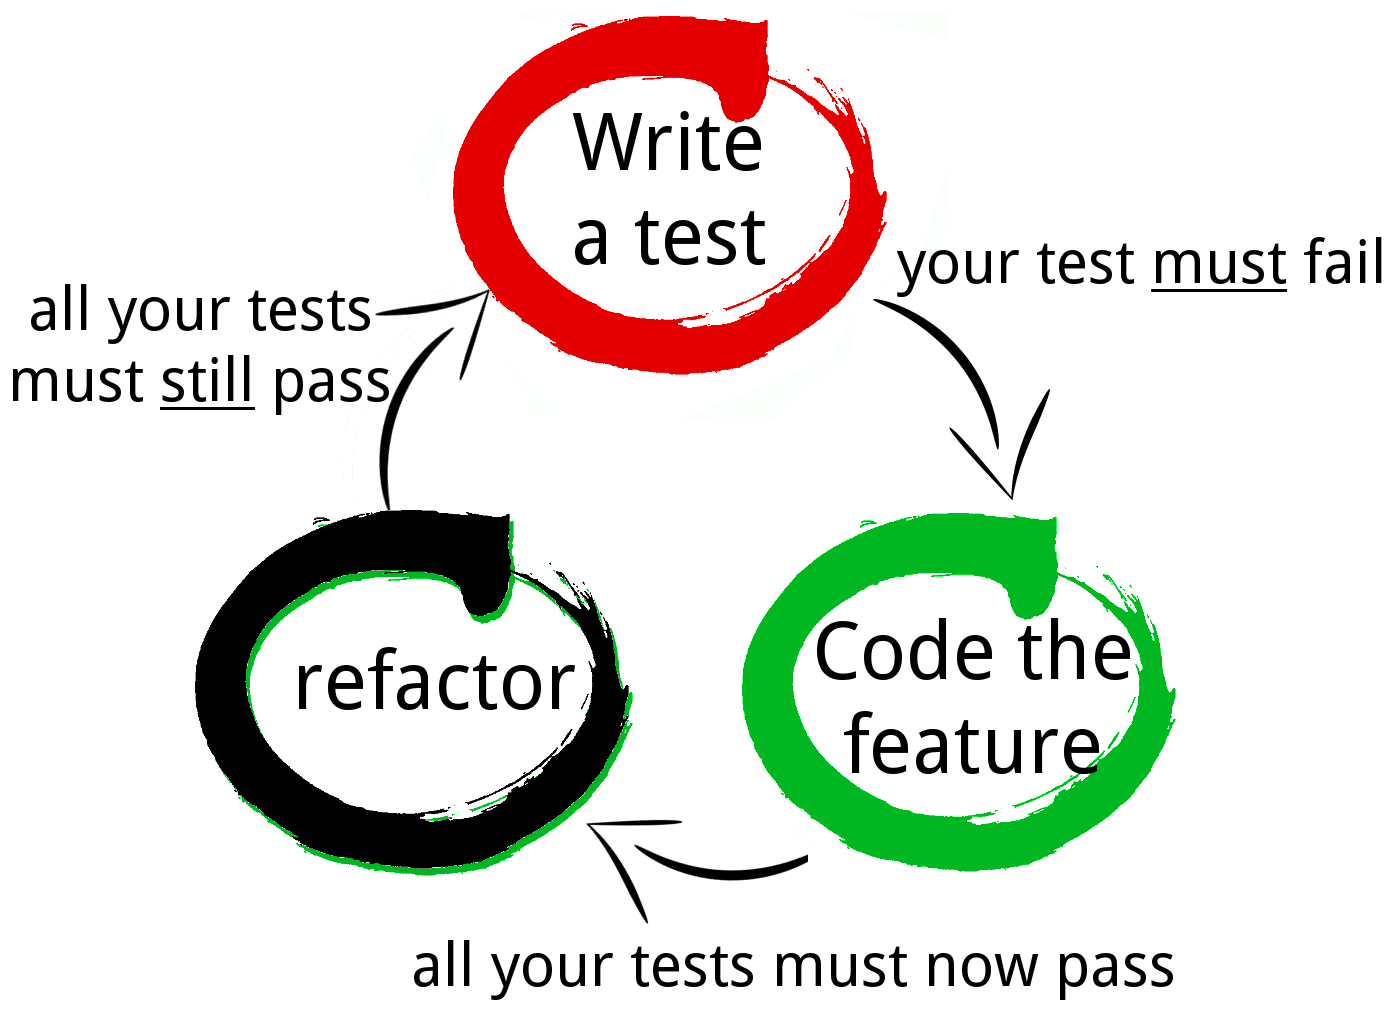 Write
a test
your test must fail
all your tests
must still pass
Code the
feature
refactor
all your tests must now pass